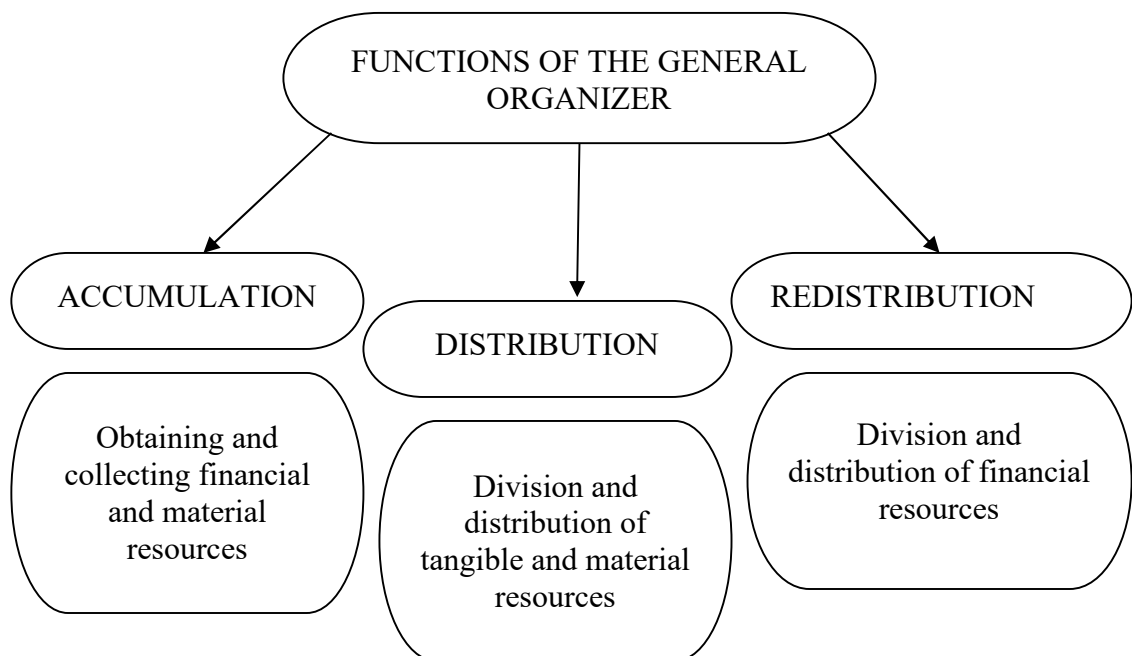 FUNCTIONS OF THE GENERAL
ORGANIZER
ACCUMULATION
DISTRIBUTION
REDISTRIBUTION
Obtaining and
collecting financial
and material
resources
Division and
distribution of
tangible and material
resources
Division and
distribution of financial
resources